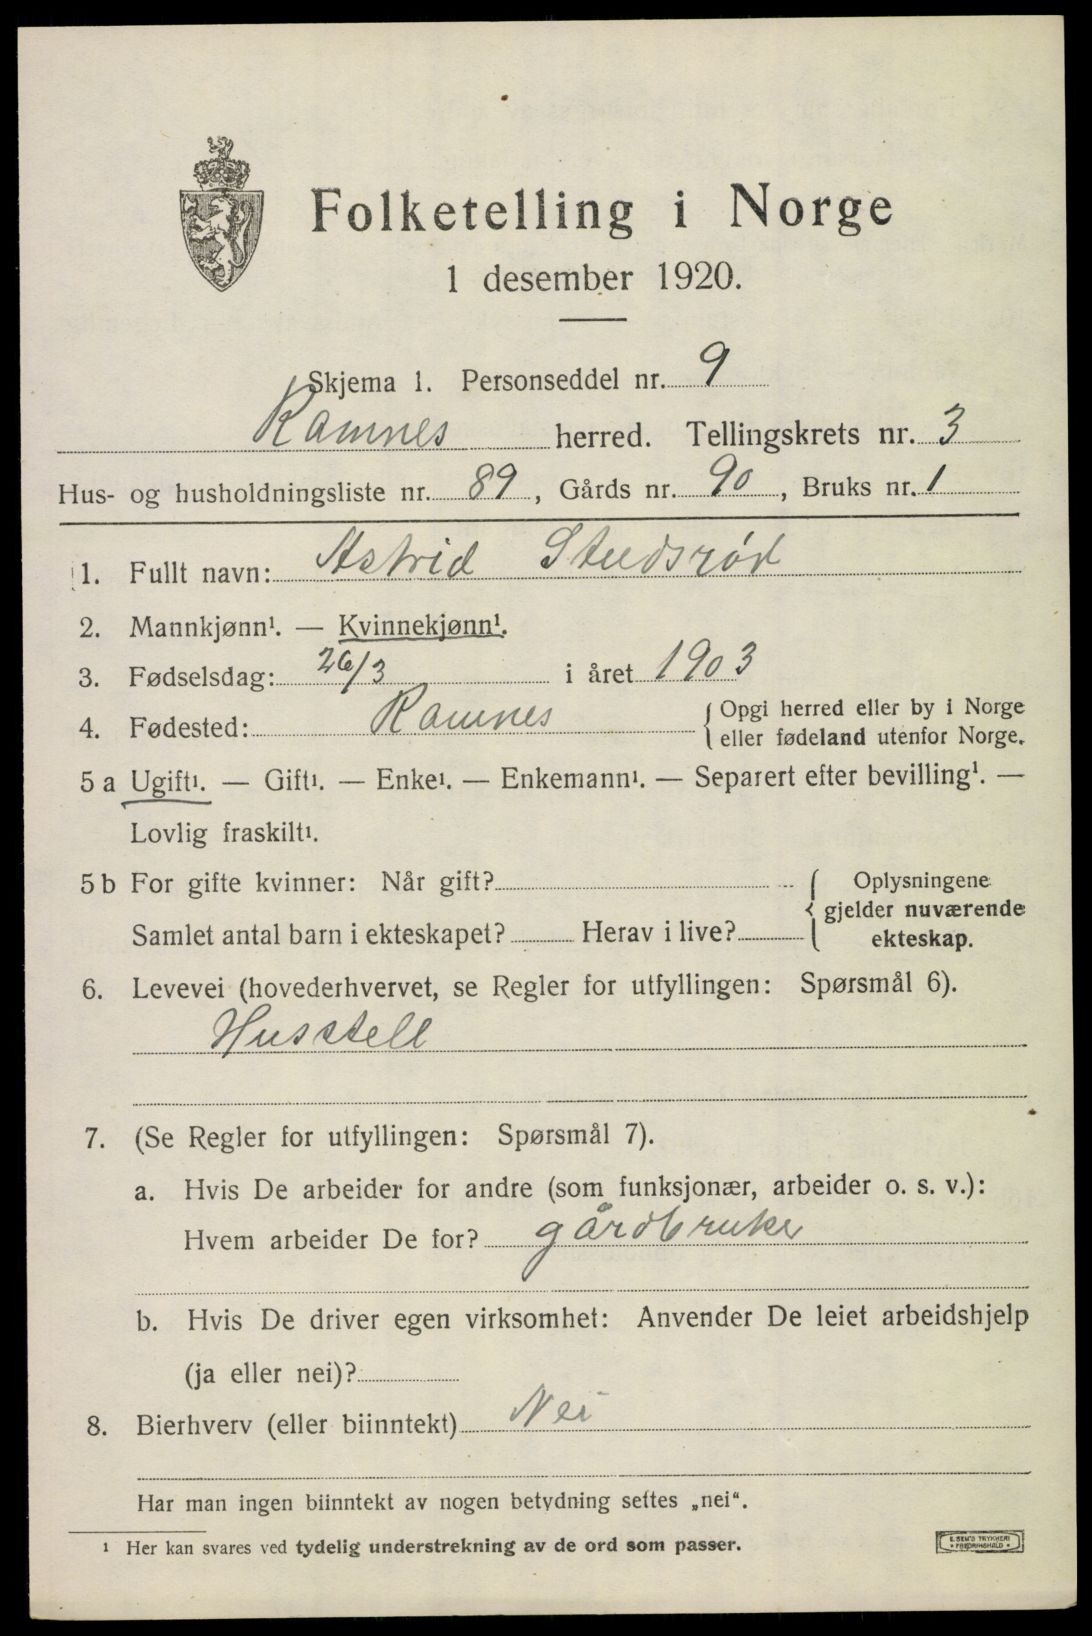 Folketelling i Norge
1 desember 1920.
Skjema 1. Personseddel nr. 9
Ramnes herred. Tellingskrets nr. 3
Hus- og husholdningsliste nr. 89, Gårds nr. 90, Bruks nr. 1
1. Fullt navn: Astrid Studsrød
2. Mannkjønn¹. — Kvinnekjønn¹.
3. Fødselsdag: 26/3 i året 1903
4. Fødested: Ramnes { Opgi herred eller by i Norge
eller fødeland utenfor Norge.
5 a Ugift¹. — Gift¹. — Enke¹. — Enkemann¹. — Separert efter bevilling¹. —
Lovlig fraskilt¹.
5 b For gifte kvinner: Når gift? { Oplysningene
gjelder nuværende
Samlet antal barn i ekteskapet? Herav i live? ekteskap.
6. Levevei (hovederhvervet, se Regler for utfyllingen: Spørsmål 6).
Husstell
7. (Se Regler for utfyllingen: Spørsmål 7).
a. Hvis De arbeider for andre (som funksjonær, arbeider o. s. v.):
Hvem arbeider De for? gårdbruker
b. Hvis De driver egen virksomhet: Anvender De leiet arbeidshjelp
(ja eller nei)?
8. Bierhverv (eller biinntekt) Nei
Har man ingen biinntekt av nogen betydning settes „nei“.
¹ Her kan svares ved tydelig understrekning av de ord som passer.
E. SEM'S TRYKKERI
• FREDRIKSHALD •